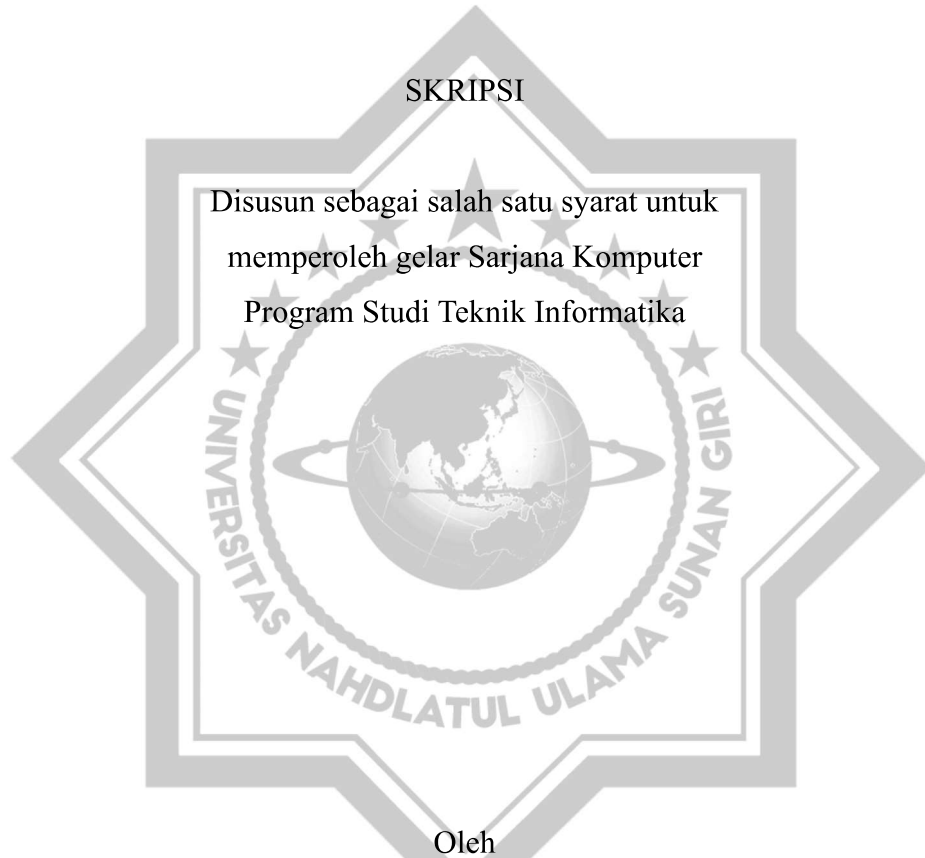 SKRIPSI
Disusun sebagai salah satu syarat untuk
memperoleh gelar Sarjana Komputer
Program Studi Teknik Informatika
UNIVERSITAS NAHDLATUL ULAMA SUNAN GIRI
Oleh